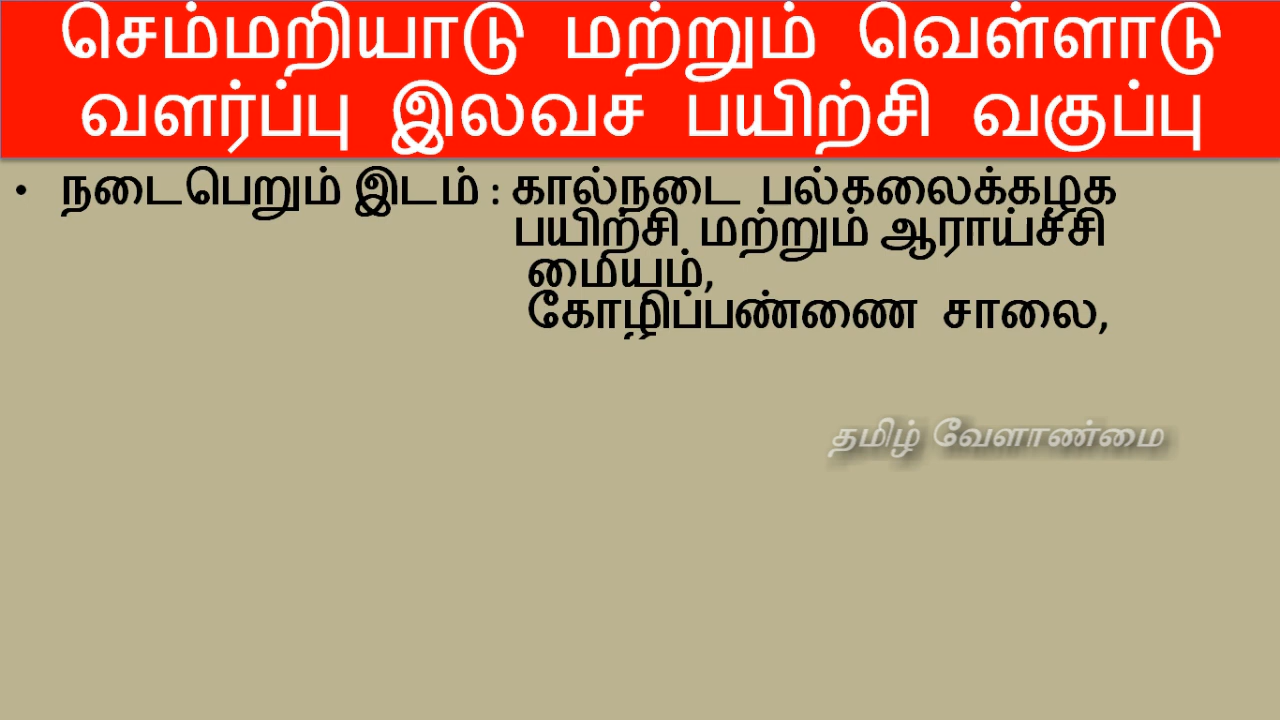 செம்மறியாடு மற்றும் வெள்ளாடு
வளர்ப்பு இலவச பயிற்சி வகுப்பு
• நடைபெறும் இடம் : கால்நடை பல்கலைக்கழக
பயிற்சி மற்றும் ஆராய்ச்சி
மையம்,
கோழிப்பண்ணை சாலை,
தமிழ் வேளாண்மை